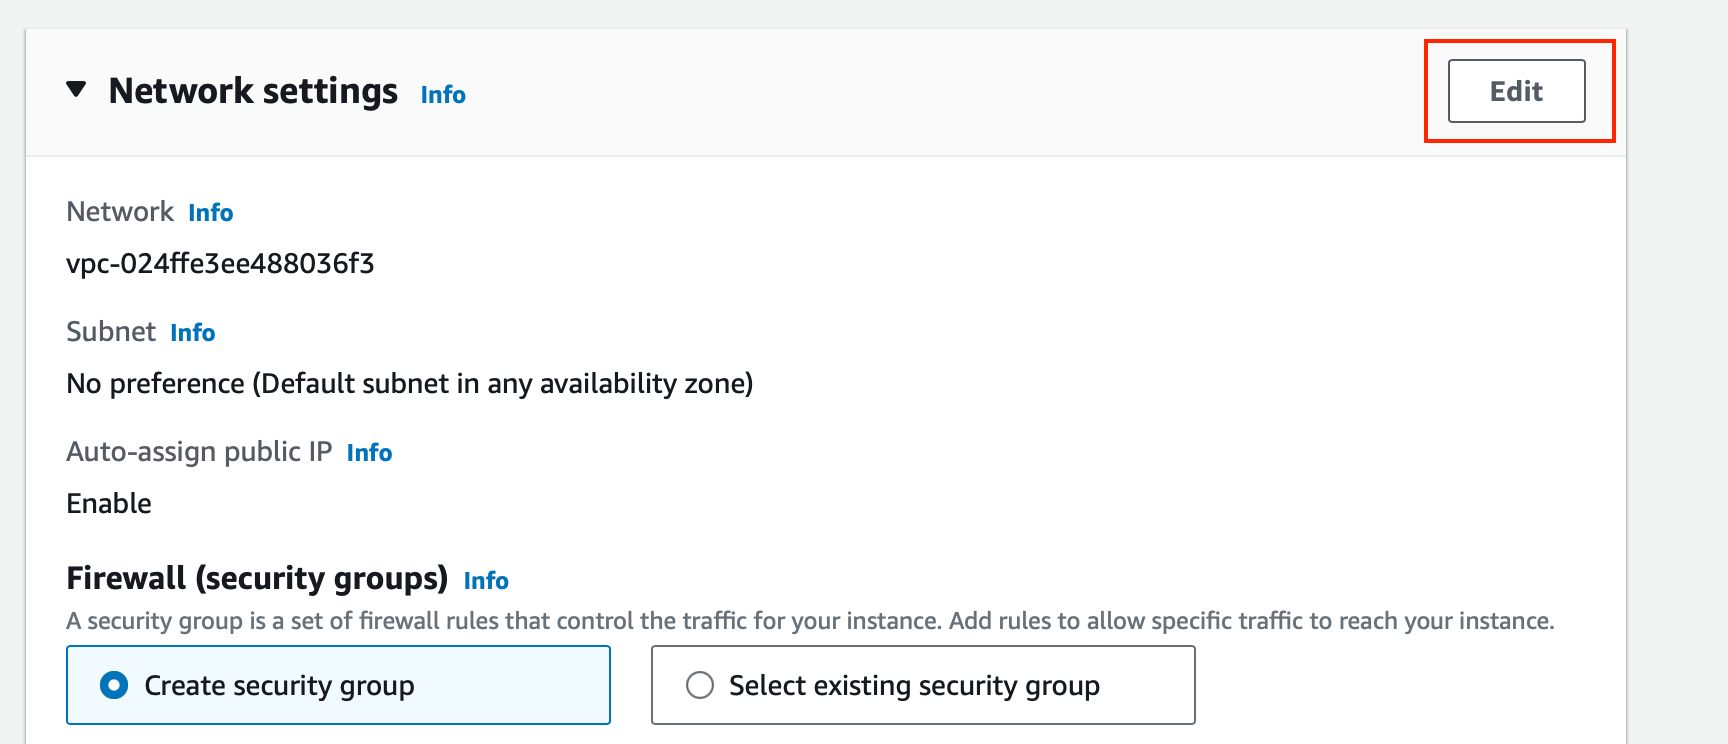 Network settings Info
Edit
Network Info
vpc-024ffe3ee488036f3
Subnet Info
No preference (Default subnet in any availability zone)
Auto-assign public IP Info
Enable
Firewall (security groups) Info
A security group is a set of firewall rules that control the traffic for your instance. Add rules to allow specific traffic to reach your instance.
Create security group
Select existing security group